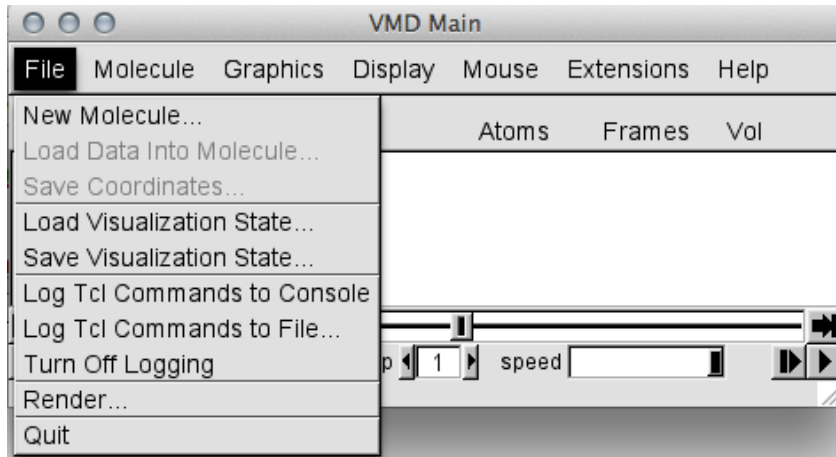 VMD Main
File Molecule Graphics Display Mouse Extensions Help
New Molecule...
Atoms Frames Vol
Load Data Into Molecule...
Save Coordinates...
Load Visualization State...
Save Visualization State...
Log Tcl Commands to Console
Log Tcl Commands to File...
Turn Off Logging
p 1 speed
Render...
Quit